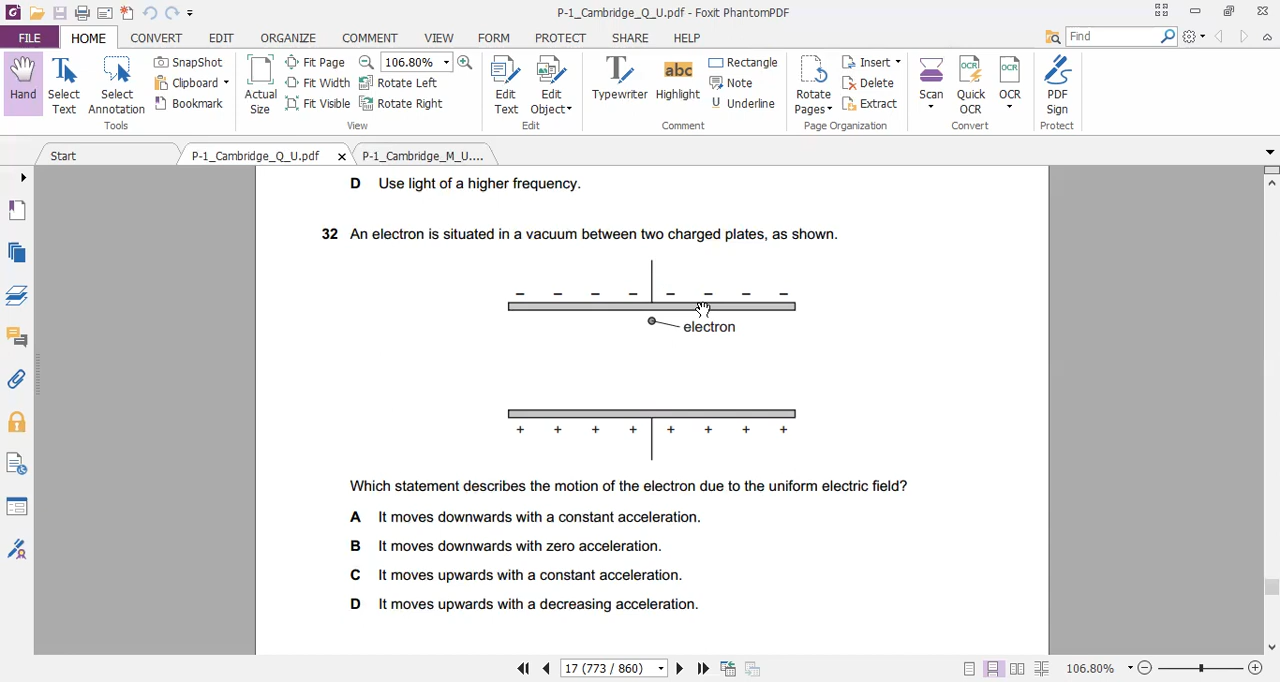 P-1_Cambridge_Q_U.pdf - Foxit PhantomPDF
FILE HOME CONVERT EDIT ORGANIZE COMMENT VIEW FORM PROTECT SHARE HELP
Find
Hand
Select Text
Select Annotation
SnapShot
Clipboard
Bookmark
Tools
Actual Size
Fit Page
Fit Width
Fit Visible
106.80%
Rotate Left
Rotate Right
View
Edit Text
Edit Object
Edit
Typewriter
abc
Highlight
Rectangle
Note
U Underline
Comment
Rotate Pages
Insert
Delete
Extract
Page Organization
Scan
OCR
Quick OCR
OCR
OCR
Convert
PDF Sign
Protect
Start
P-1_Cambridge_Q_U.pdf
P-1_Cambridge_M_U....
D Use light of a higher frequency.
32 An electron is situated in a vacuum between two charged plates, as shown.
– – – – – – – –
electron
+ + + + + + + +
Which statement describes the motion of the electron due to the uniform electric field?
A It moves downwards with a constant acceleration.
B It moves downwards with zero acceleration.
C It moves upwards with a constant acceleration.
D It moves upwards with a decreasing acceleration.
17 (773 / 860)
106.80%